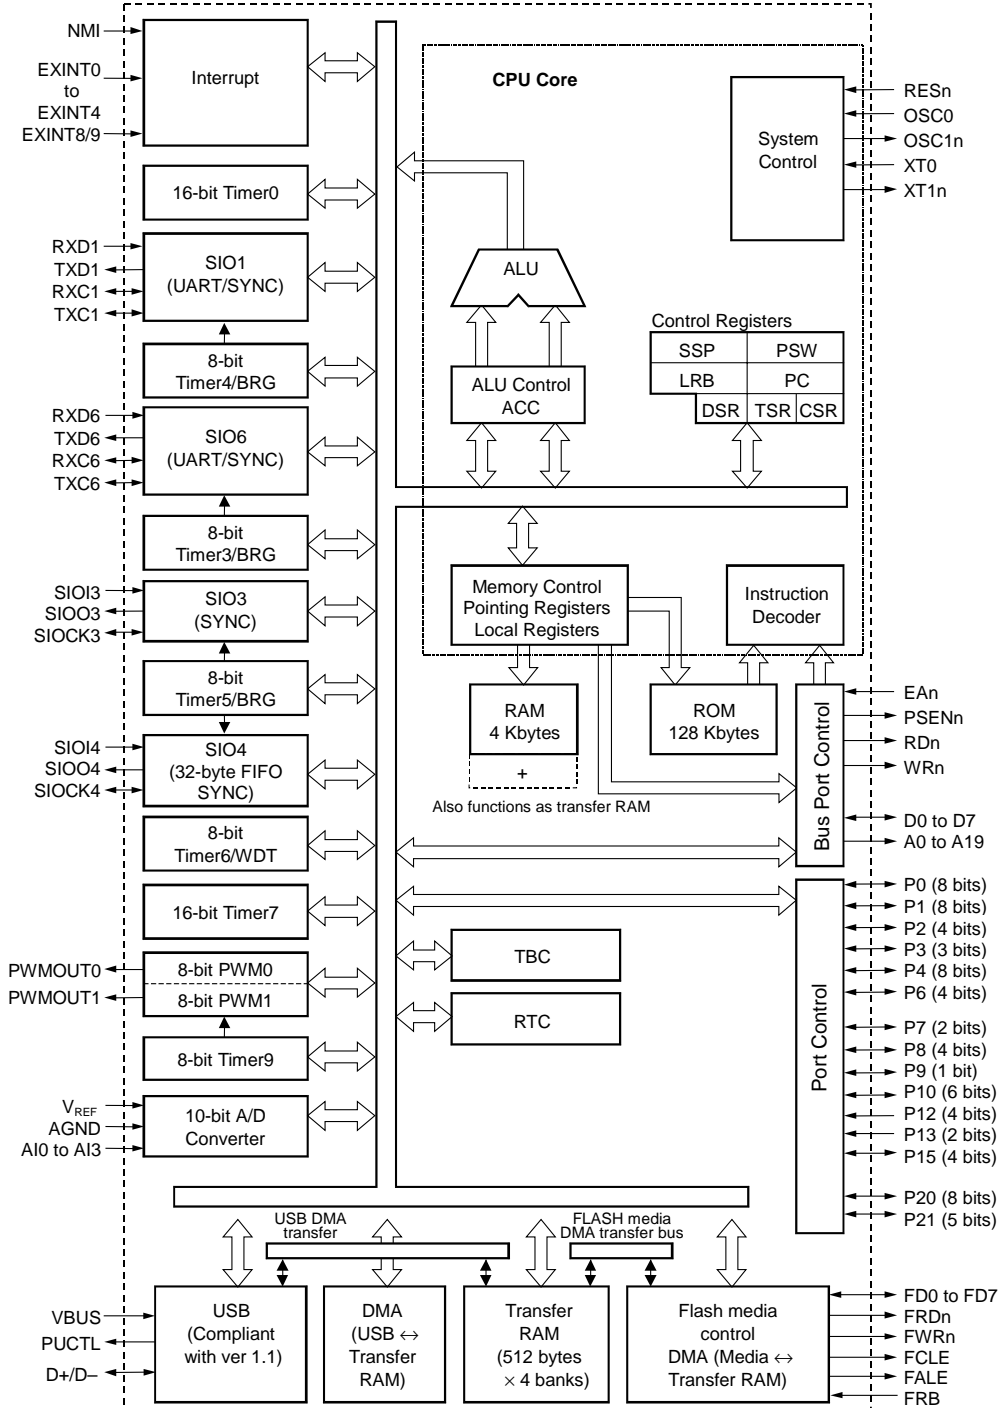 NMI
EXINT0
to
EXINT4
EXINT8/9
Interrupt
16-bit Timer0
RXD1
TXD1
RXC1
TXC1
SIO1
(UART/SYNC)
8-bit
Timer4/BRG
RXD6
TXD6
RXC6
TXC6
SIO6
(UART/SYNC)
8-bit
Timer3/BRG
SIOI3
SIOO3
SIOCK3
SIO3
(SYNC)
8-bit
Timer5/BRG
SIOI4
SIOO4
SIOCK4
SIO4
(32-byte FIFO
SYNC)
8-bit
Timer6/WDT
16-bit Timer7
PWMOUT0
PWMOUT1
8-bit PWM0
8-bit PWM1
8-bit Timer9
VREF
AGND
AI0 to AI3
10-bit A/D
Converter
CPU Core
System
Control
RESn
OSC0
OSC1n
XT0
XT1n
ALU
ALU Control
ACC
Control Registers
SSP
PSW
LRB
PC
DSR
TSR
CSR
Memory Control
Pointing Registers
Local Registers
Instruction
Decoder
RAM
4 Kbytes
+
Also functions as transfer RAM
ROM
128 Kbytes
Bus Port Control
EAn
PSENn
RDn
WRn
D0 to D7
A0 to A19
TBC
RTC
Port Control
P0 (8 bits)
P1 (8 bits)
P2 (4 bits)
P3 (3 bits)
P4 (8 bits)
P6 (4 bits)
P7 (2 bits)
P8 (4 bits)
P9 (1 bit)
P10 (6 bits)
P12 (4 bits)
P13 (2 bits)
P15 (4 bits)
P20 (8 bits)
P21 (5 bits)
USB DMA
transfer
FLASH media
DMA transfer bus
VBUS
PUCTL
D+/D–
USB
(Compliant
with ver 1.1)
DMA
(USB ↔
Transfer
RAM)
Transfer
RAM
(512 bytes
× 4 banks)
Flash media
control
DMA (Media ↔
Transfer RAM)
FD0 to FD7
FRDn
FWRn
FCLE
FALE
FRB